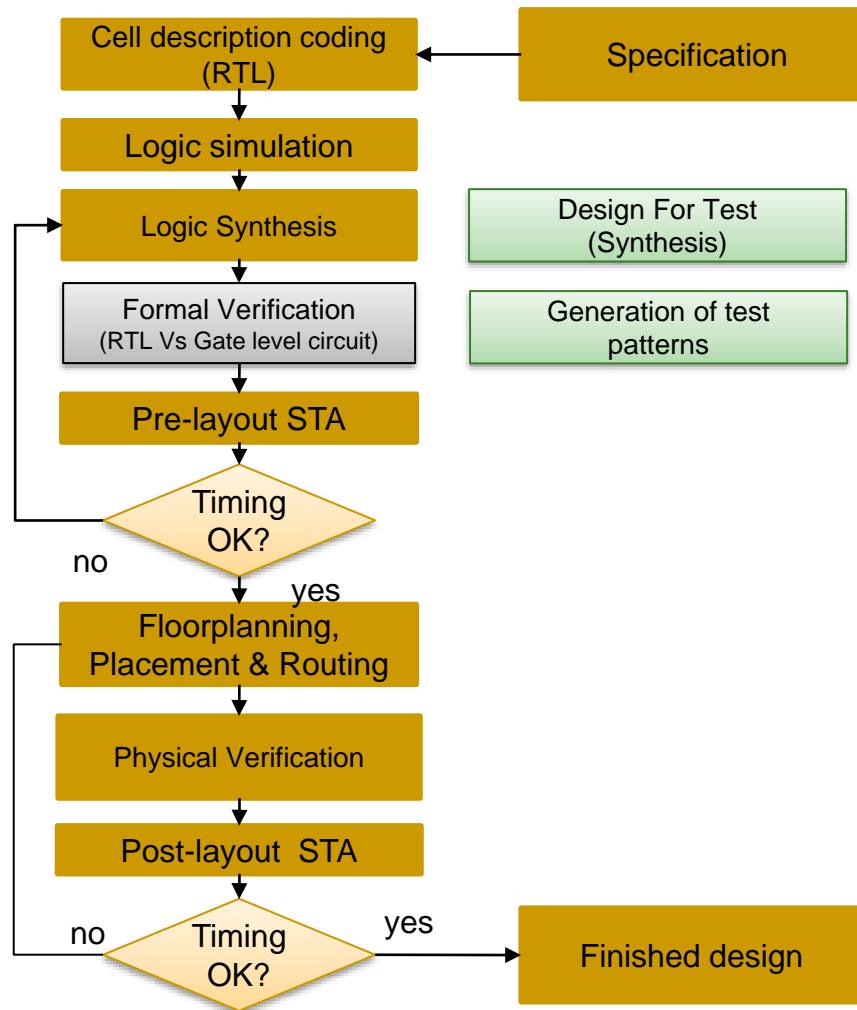 Cell description coding
(RTL)
Specification
Logic simulation
Logic Synthesis
Design For Test
(Synthesis)
Formal Verification
(RTL Vs Gate level circuit)
Generation of test
patterns
Pre-layout STA
Timing
OK?
no
yes
Floorplanning,
Placement & Routing
Physical Verification
Post-layout STA
Timing
OK?
no
yes
Finished design